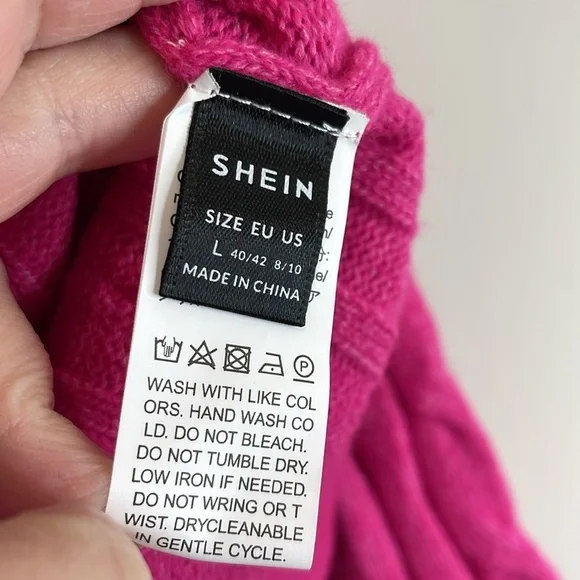 SHEIN
SIZE EU US
L 40/42 8/10
MADE IN CHINA
WASH WITH LIKE COL
ORS. HAND WASH CO
LD. DO NOT BLEACH.
DO NOT TUMBLE DRY.
LOW IRON IF NEEDED.
DO NOT WRING OR T
WIST. DRYCLEANABLE
IN GENTLE CYCLE.